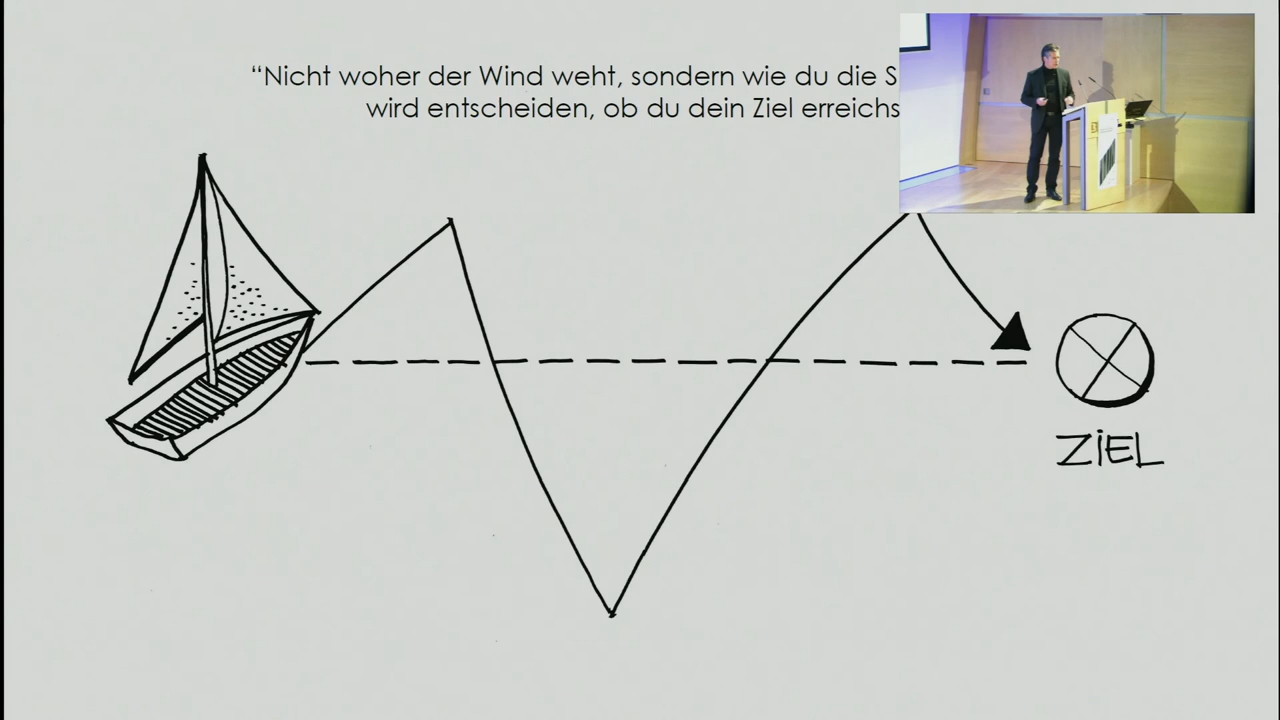 “Nicht woher der Wind weht, sondern wie du die S
wird entscheiden, ob du dein Ziel erreichs
ZiEL